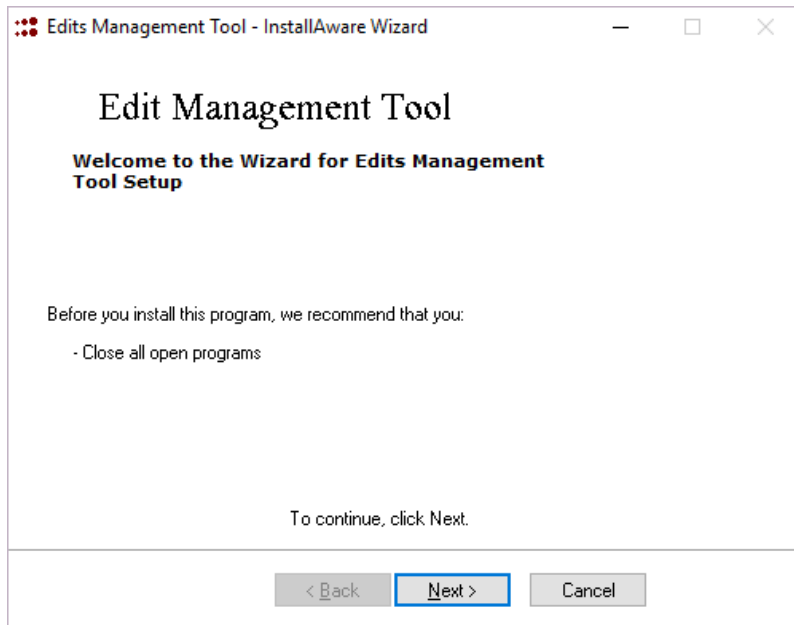 Edits Management Tool - InstallAware Wizard
Edit Management Tool
Welcome to the Wizard for Edits Management
Tool Setup
Before you install this program, we recommend that you:
- Close all open programs
To continue, click Next.
< Back
Next >
Cancel